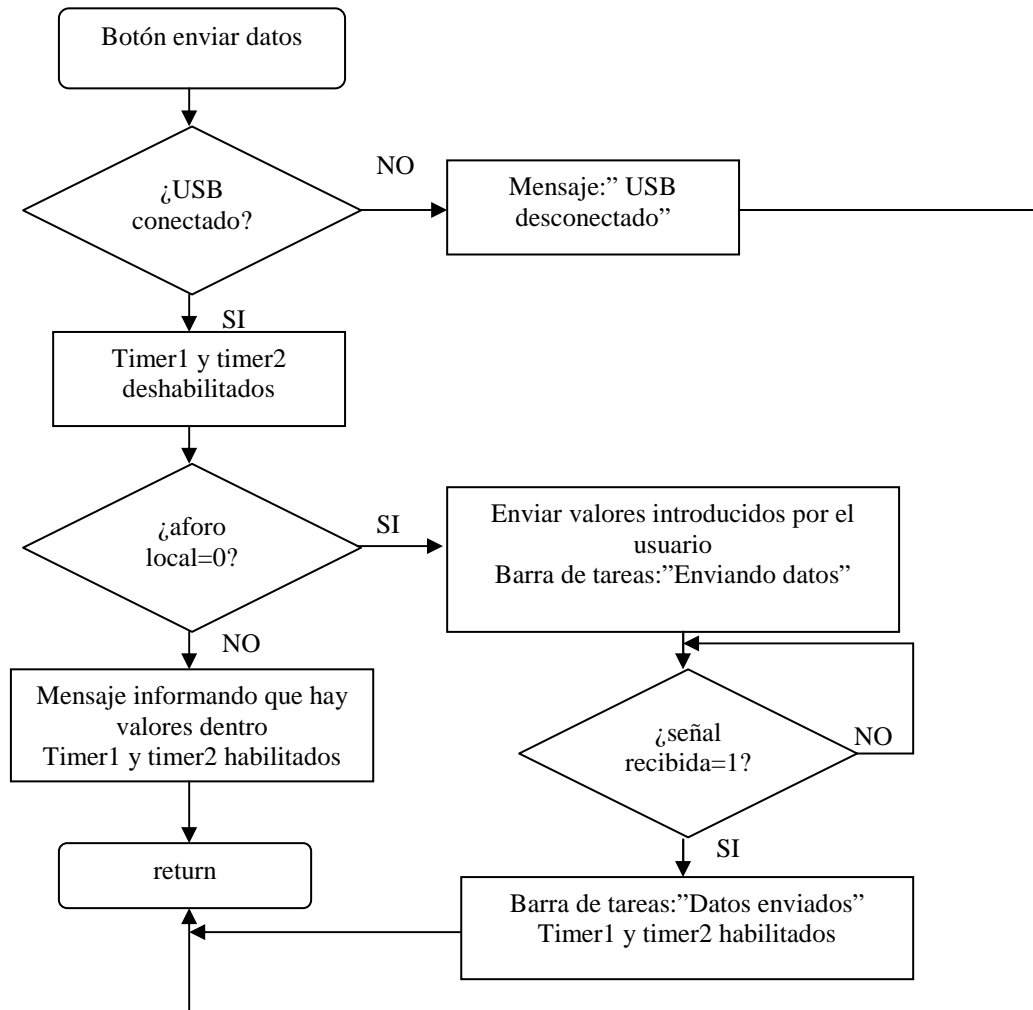 Botón enviar datos
¿USB
conectado?
NO
Mensaje:” USB
desconectado”
SI
Timer1 y timer2
deshabilitados
¿aforo
local=0?
SI
Enviar valores introducidos por el
usuario
Barra de tareas:”Enviando datos”
NO
Mensaje informando que hay
valores dentro
Timer1 y timer2 habilitados
¿señal
recibida=1?
NO
SI
return
Barra de tareas:”Datos enviados”
Timer1 y timer2 habilitados